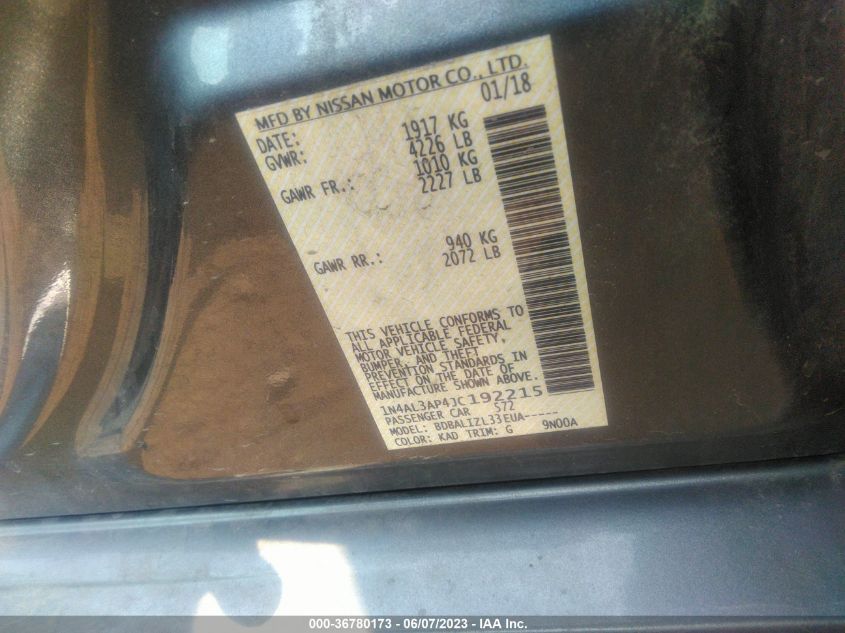 MFD BY NISSAN MOTOR CO., LTD.
DATE: 01/18
GVWR: 1917 KG
4226 LB
GAWR FR.: 1010 KG
2227 LB
GAWR RR.: 940 KG
2072 LB
THIS VEHICLE CONFORMS TO
ALL APPLICABLE FEDERAL
MOTOR VEHICLE SAFETY,
BUMPER, AND THEFT
PREVENTION STANDARDS IN
EFFECT ON THE DATE OF
MANUFACTURE SHOWN ABOVE.
1N4AL3AP4JC192215
PASSENGER CAR 572
MODEL: BDBALIZL33EUA-----
COLOR: KAD TRIM: G 9N00A
000-36780173 - 06/07/2023 - IAA Inc.